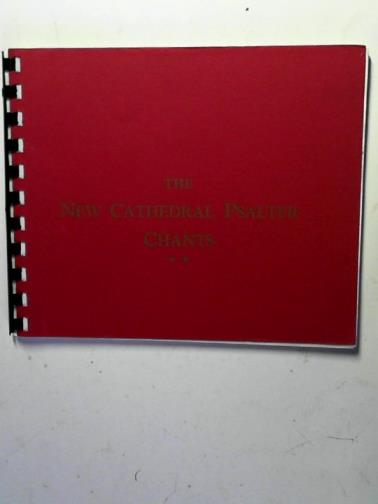 THE
NEW CATHEDRAL PSALTER
CHANTS